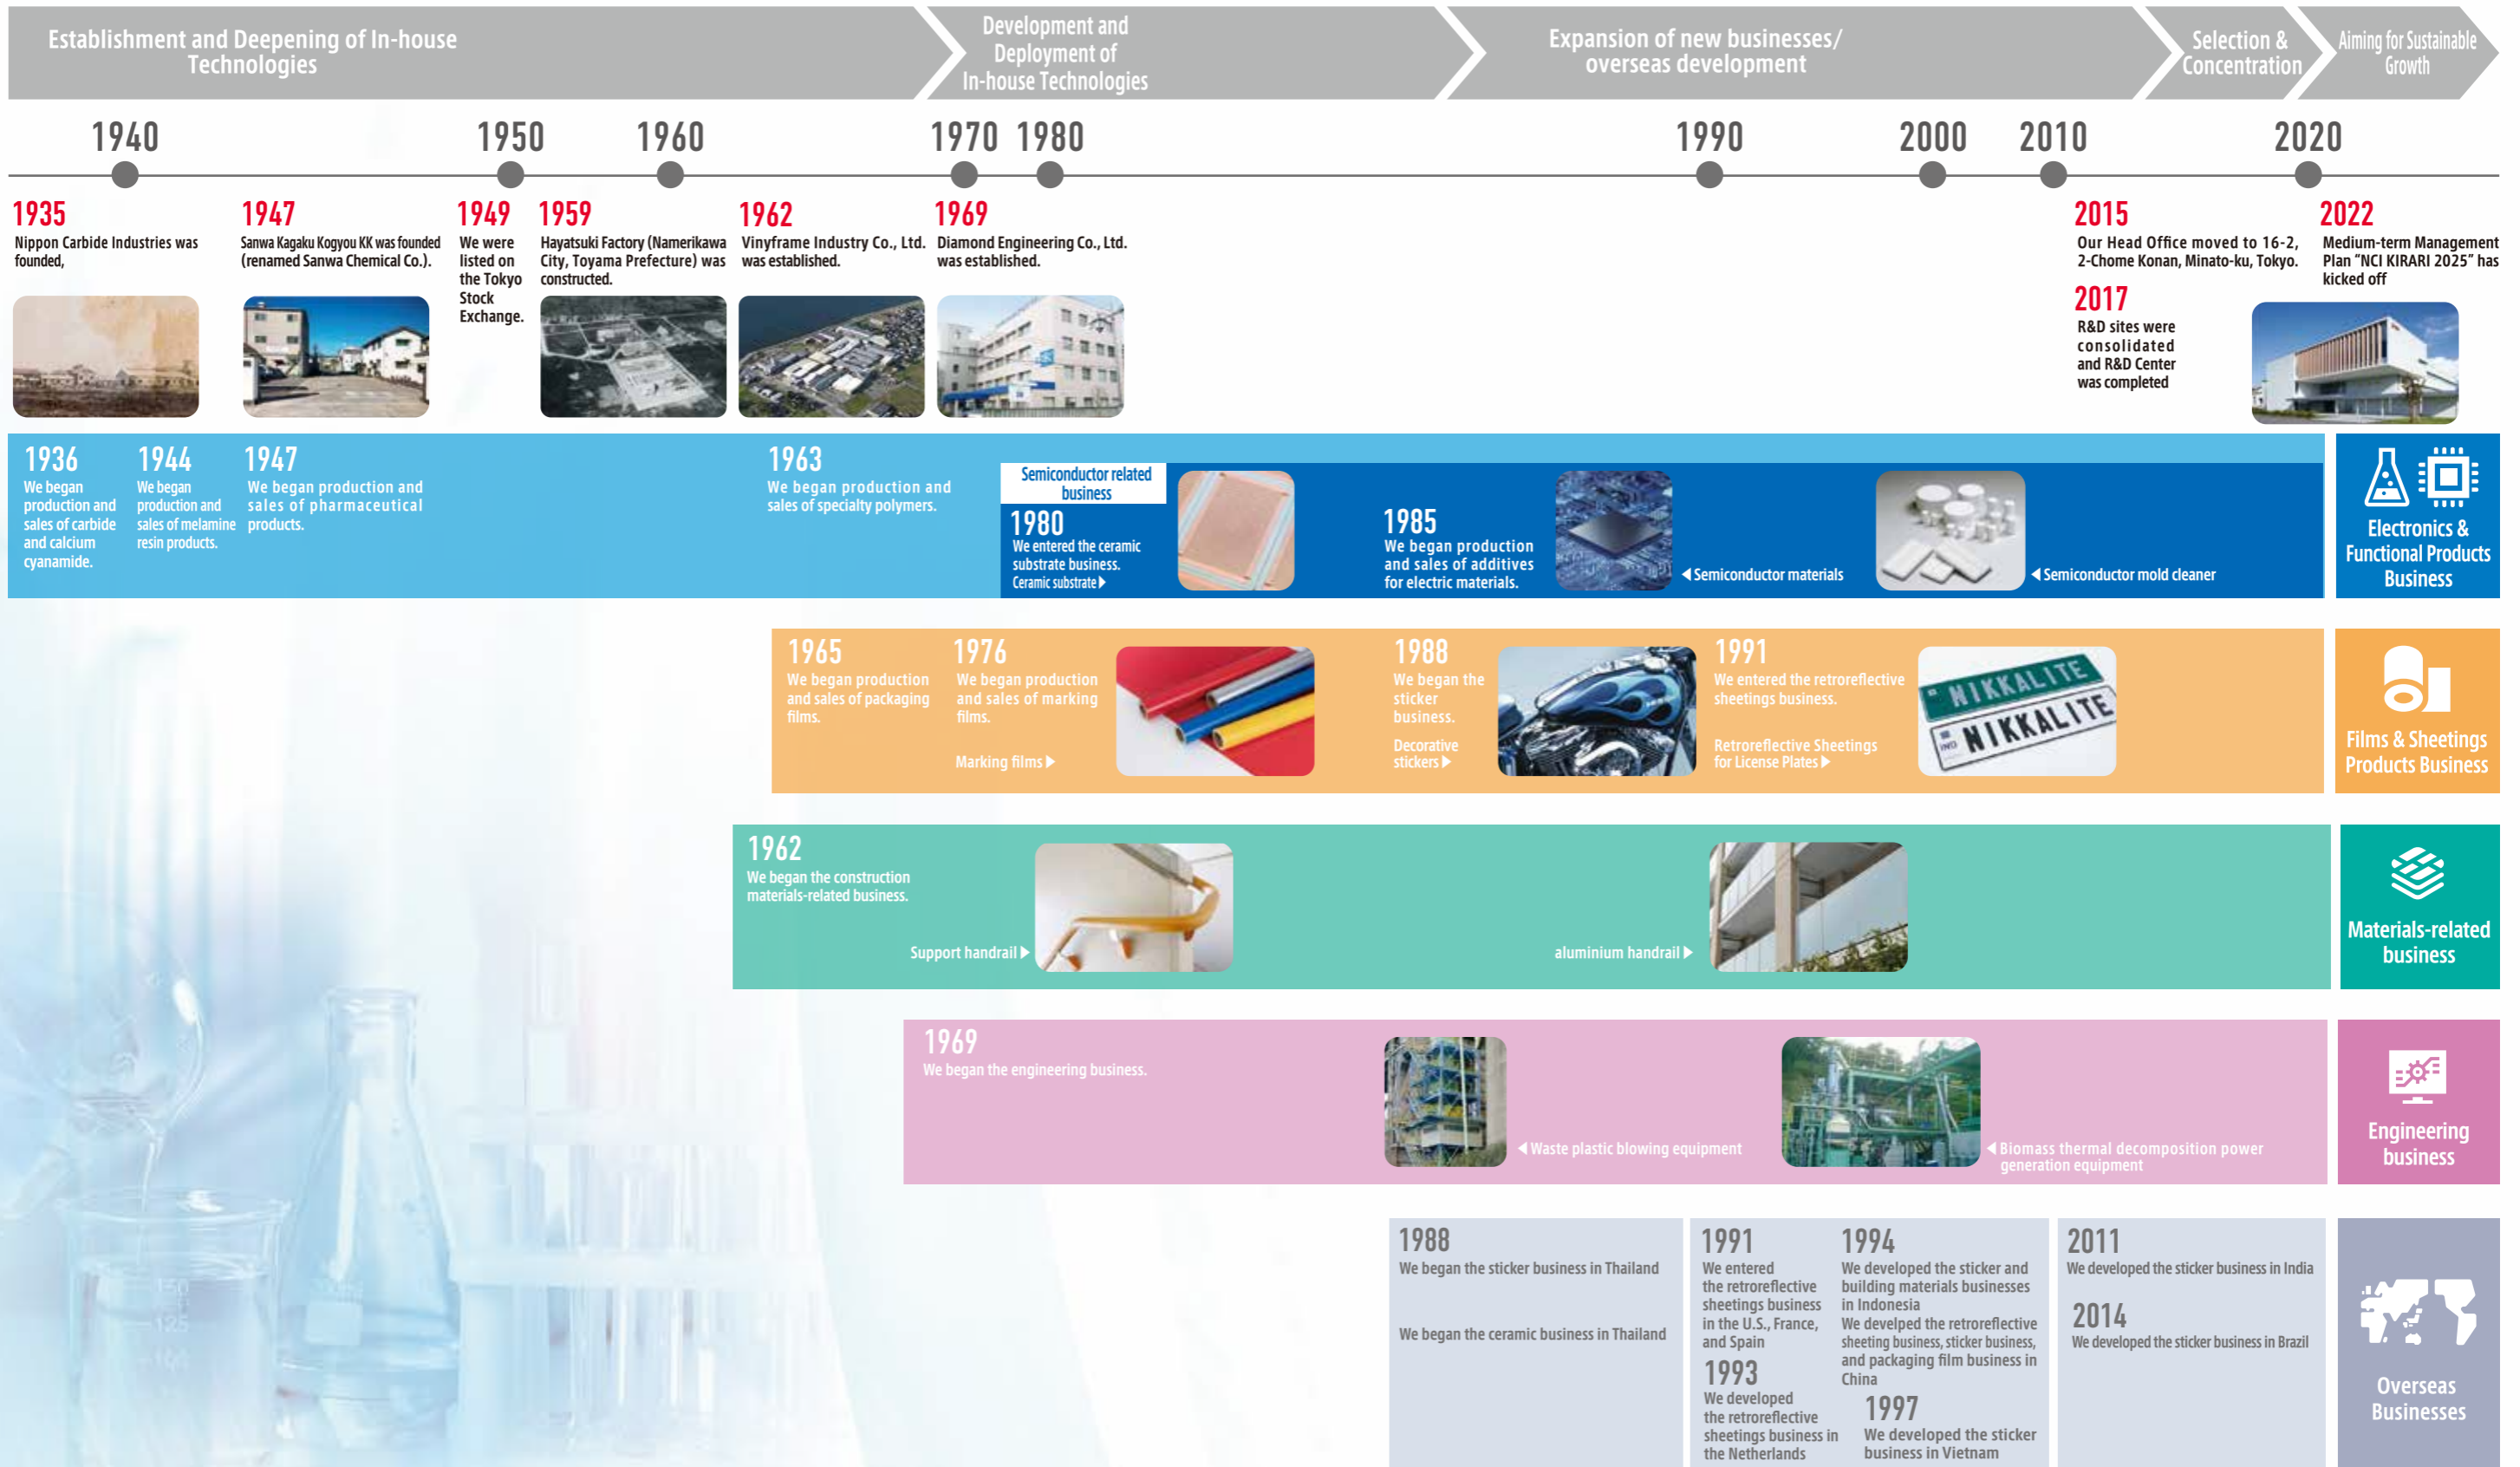 Establishment and Deepening of In-house
Technologies
Development and
Deployment of
In-house Technologies
Expansion of new businesses/
overseas development
Selection &
Concentration
Aiming for Sustainable
Growth
1940
1950
1960
1970
1980
1990
2000
2010
2020
1935
Nippon Carbide Industries was
founded,
1947
Sanwa Kagaku Kogyou KK was founded
(renamed Sanwa Chemical Co.).
1949
We were
listed on
the Tokyo
Stock
Exchange.
1959
Hayatsuki Factory (Namerikawa
City, Toyama Prefecture) was
constructed.
1962
Vinyframe Industry Co., Ltd.
was established.
1969
Diamond Engineering Co., Ltd.
was established.
2015
Our Head Office moved to 16-2,
2-Chome Konan, Minato-ku, Tokyo.
2017
R&D sites were
consolidated
and R&D Center
was completed
2022
Medium-term Management
Plan "NCI KIRARI 2025" has
kicked off
1936
We began
production and
sales of carbide
and calcium
cyanamide.
1944
We began
production and
sales of melamine
resin products.
1947
We began production and
sales of pharmaceutical
products.
1963
We began production and
sales of specialty polymers.
Semiconductor related
business
1980
We entered the ceramic
substrate business.
Ceramic substrate ▶
1985
We began production
and sales of additives
for electric materials.
◀ Semiconductor materials
◀ Semiconductor mold cleaner
Electronics &
Functional Products
Business
1965
We began production
and sales of packaging
films.
1976
We began production
and sales of marking
films.
Marking films ▶
1988
We began the
sticker
business.
Decorative
stickers ▶
1991
We entered the retroreflective
sheetings business.
Retroreflective Sheetings
for License Plates ▶
NIKKALITE
IND NIKKALITE
Films & Sheetings
Products Business
1962
We began the construction
materials-related business.
Support handrail ▶
aluminium handrail ▶
Materials-related
business
1969
We began the engineering business.
◀ Waste plastic blowing equipment
◀ Biomass thermal decomposition power
generation equipment
Engineering
business
1988
We began the sticker business in Thailand
We began the ceramic business in Thailand
1991
We entered
the retroreflective
sheetings business
in the U.S., France,
and Spain
1993
We developed
the retroreflective
sheetings business in
the Netherlands
1994
We developed the sticker and
building materials businesses
in Indonesia
We develped the retroreflective
sheeting business, sticker business,
and packaging film business in
China
1997
We developed the sticker
business in Vietnam
2011
We developed the sticker business in India
2014
We developed the sticker business in Brazil
Overseas
Businesses
150
125
100